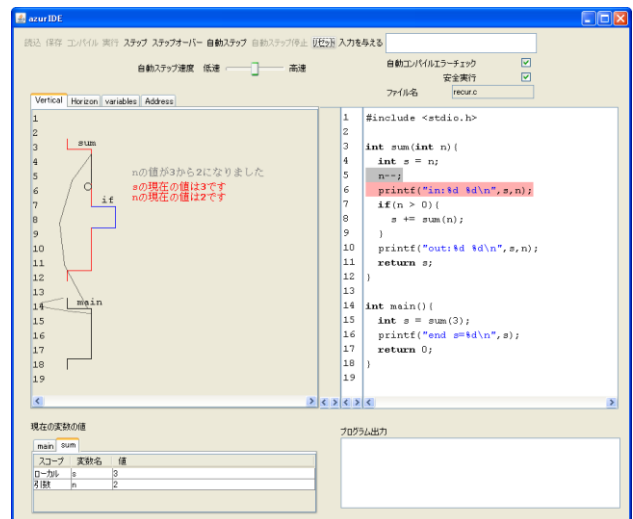 azurIDE
読込 保存 コンパイル 実行 ステップ ステップオーバー 自動ステップ 自動ステップ停止 リセット 入力を与える
自動ステップ速度 低速 高速
自動コンパイルエラーチェック
安全実行
ファイル名 recur.c
Vertical Horizon variables Address
1
2
3 sum
4
5 nの値が3から2になりました
6 sの現在の値は3です
7 if nの現在の値は2です
8
9
10
11
12
13
14 main
15
16
17
18
19
1 #include <stdio.h>
2
3 int sum(int n){
4 int s = n;
5 n--;
6 printf("in:%d %d\n",s,n);
7 if(n > 0){
8 s += sum(n);
9 }
10 printf("out:%d %d\n",s,n);
11 return s;
12 }
13
14 int main(){
15 int s = sum(3);
16 printf("end s=%d\n",s);
17 return 0;
18 }
19
現在の変数の値
main sum
スコープ 変数名 値
ローカル s 3
引数 n 2
プログラム出力